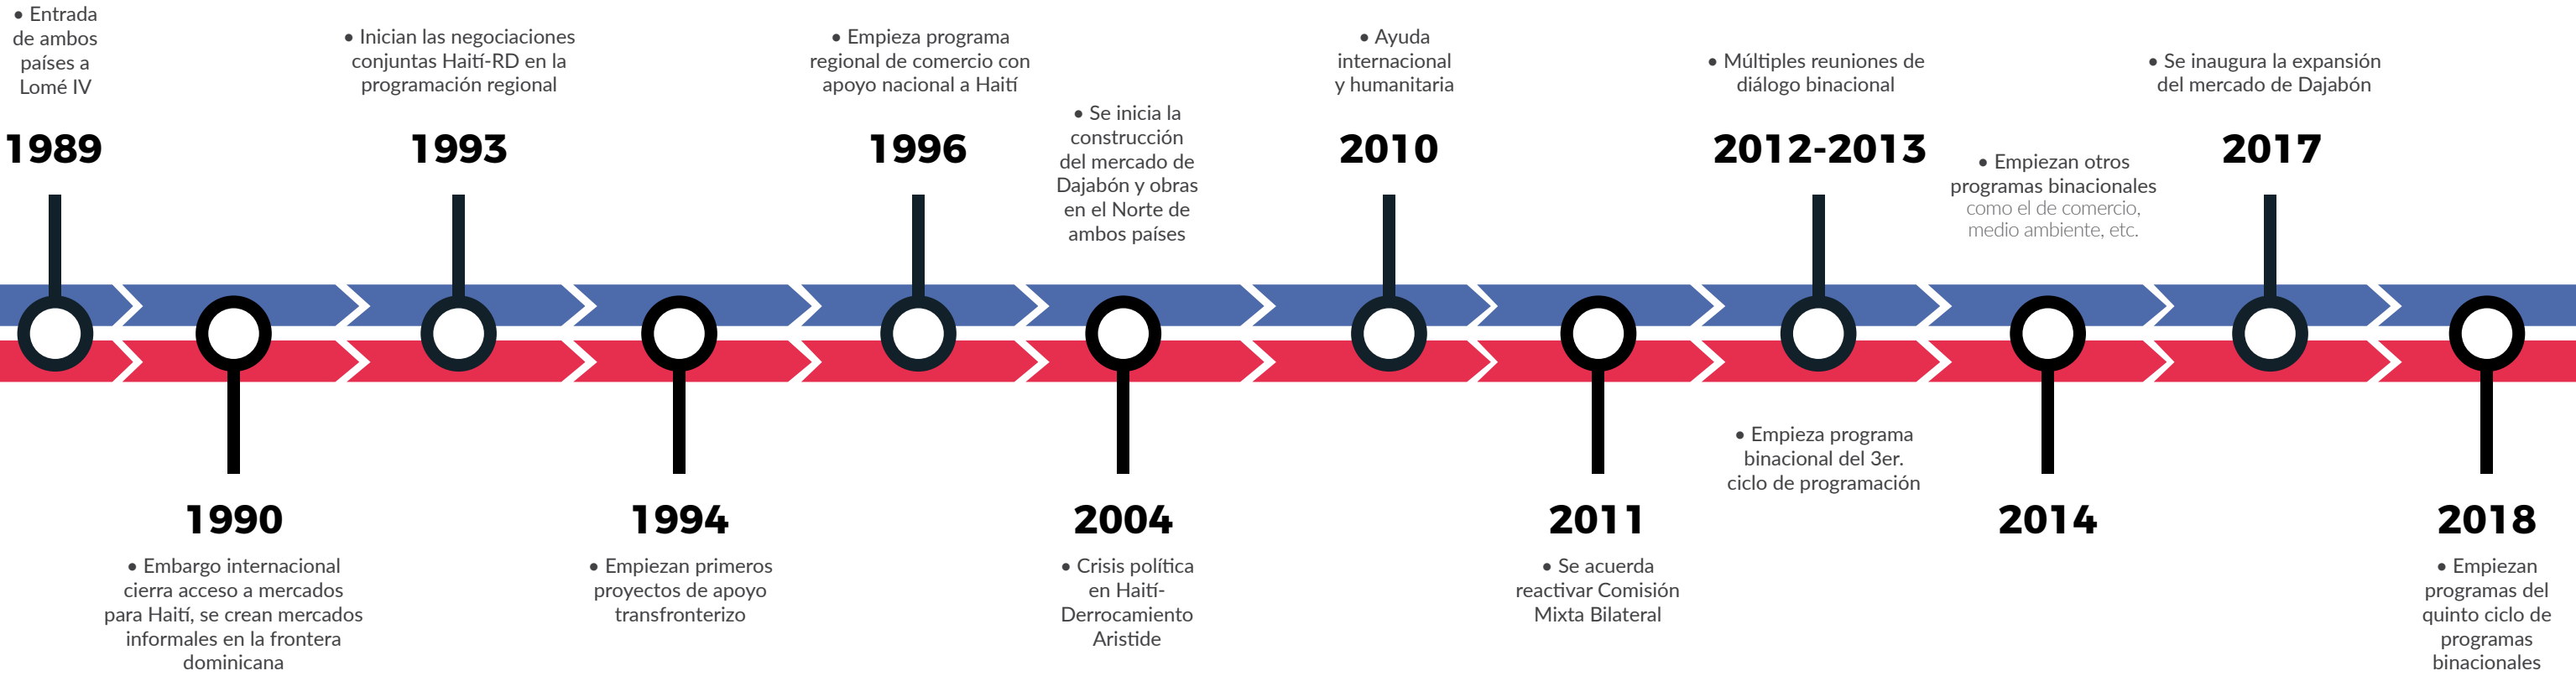 • Entrada
de ambos
países a
Lomé IV
1989
1990
• Embargo internacional
cierra acceso a mercados
para Haití, se crean mercados
informales en la frontera
dominicana
• Inician las negociaciones
conjuntas Haití-RD en la
programación regional
1993
1994
• Empiezan primeros
proyectos de apoyo
transfronterizo
• Empieza programa
regional de comercio con
apoyo nacional a Haití
1996
• Se inicia la
construcción
del mercado de
Dajabón y obras
en el Norte de
ambos países
2004
• Crisis política
en Haití-
Derrocamiento
Aristide
• Ayuda
internacional
y humanitaria
2010
2011
• Se acuerda
reactivar Comisión
Mixta Bilateral
• Múltiples reuniones de
diálogo binacional
2012-2013
• Empieza programa
binacional del 3er.
ciclo de programación
• Empiezan otros
programas binacionales
como el de comercio,
medio ambiente, etc.
2014
• Se inaugura la expansión
del mercado de Dajabón
2017
2018
• Empiezan
programas del
quinto ciclo de
programas
binacionales